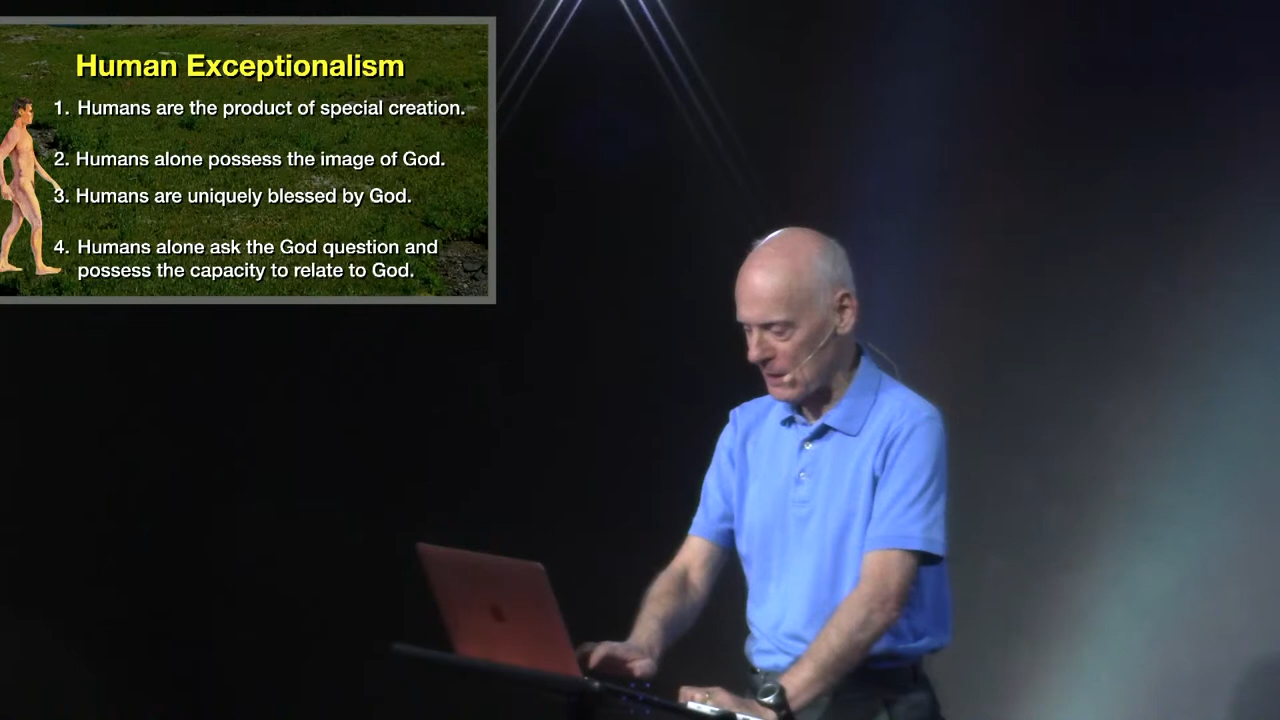 Human Exceptionalism
1. Humans are the product of special creation.
2. Humans alone possess the image of God.
3. Humans are uniquely blessed by God.
4. Humans alone ask the God question and
possess the capacity to relate to God.